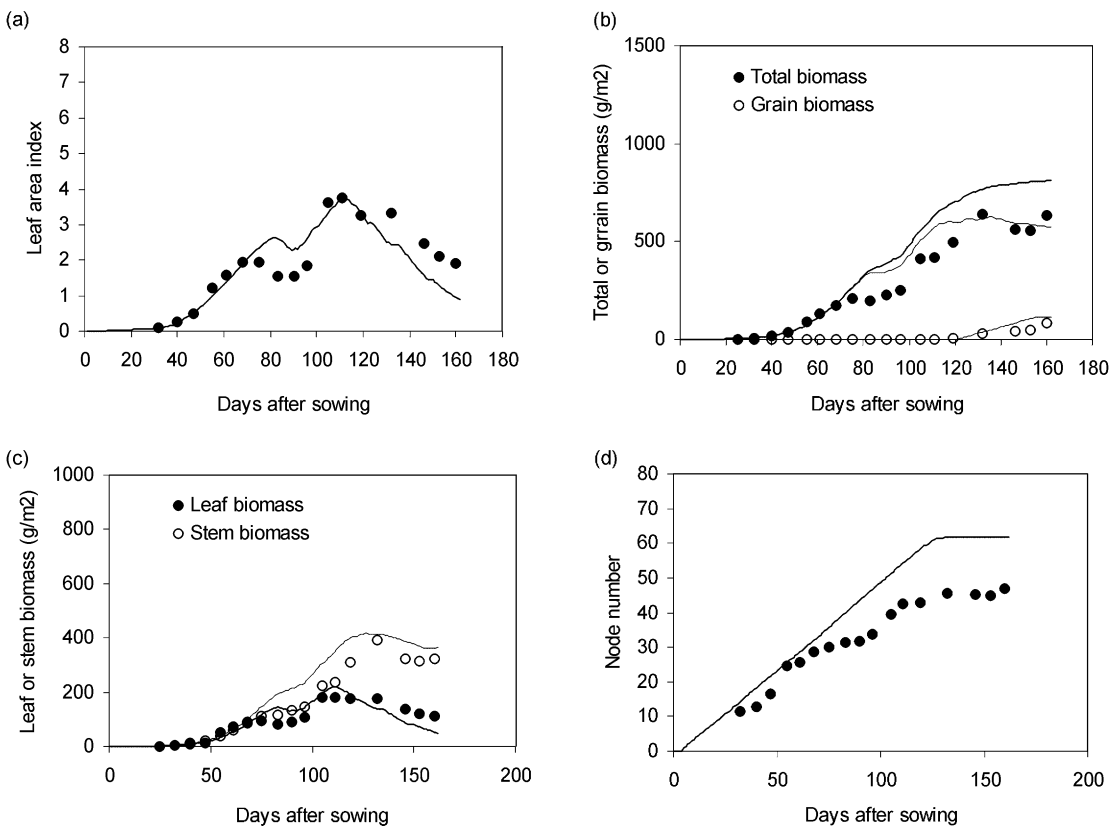 (a)
8
7
6
5
4
3
2
1
0
0 20 40 60 80 100 120 140 160 180
Leaf area index
Days after sowing
(b)
1500
1000
500
0
0 20 40 60 80 100 120 140 160 180
Total or grrain biomass (g/m2)
Total biomass
Grain biomass
Days after sowing
(c)
1000
800
600
400
200
0
0 50 100 150 200
Leaf or stem biomass (g/m2)
Leaf biomass
Stem biomass
Days after sowing
(d)
80
70
60
50
40
30
20
10
0
0 50 100 150 200
Node number
Days after sowing